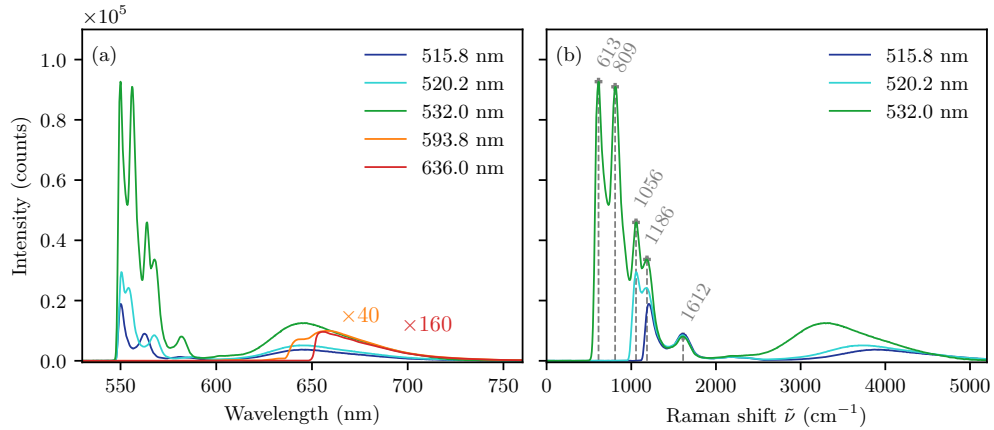 ×10⁵
Intensity (counts)
1.0
0.8
0.6
0.4
0.2
0.0
(a)
515.8 nm
520.2 nm
532.0 nm
593.8 nm
636.0 nm
×40
×160
550
600
650
700
750
Wavelength (nm)
(b)
613
809
1056
1186
1612
515.8 nm
520.2 nm
532.0 nm
0
1000
2000
3000
4000
5000
Raman shift ν̃ (cm⁻¹)